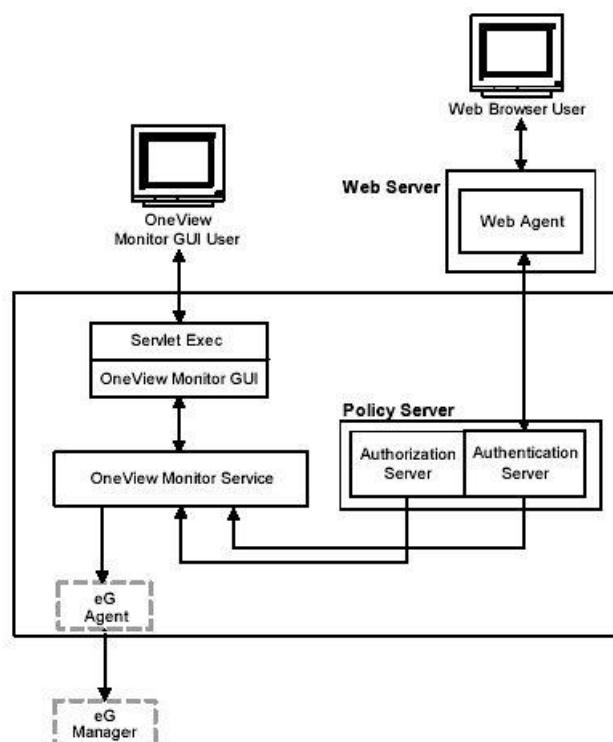 Web Browser User
Web Server
Web Agent
OneView
Monitor GUI User
Servlet Exec
OneView Monitor GUI
Policy Server
Authorization
Server
Authentication
Server
OneView Monitor Service
eG
Agent
eG
Manager